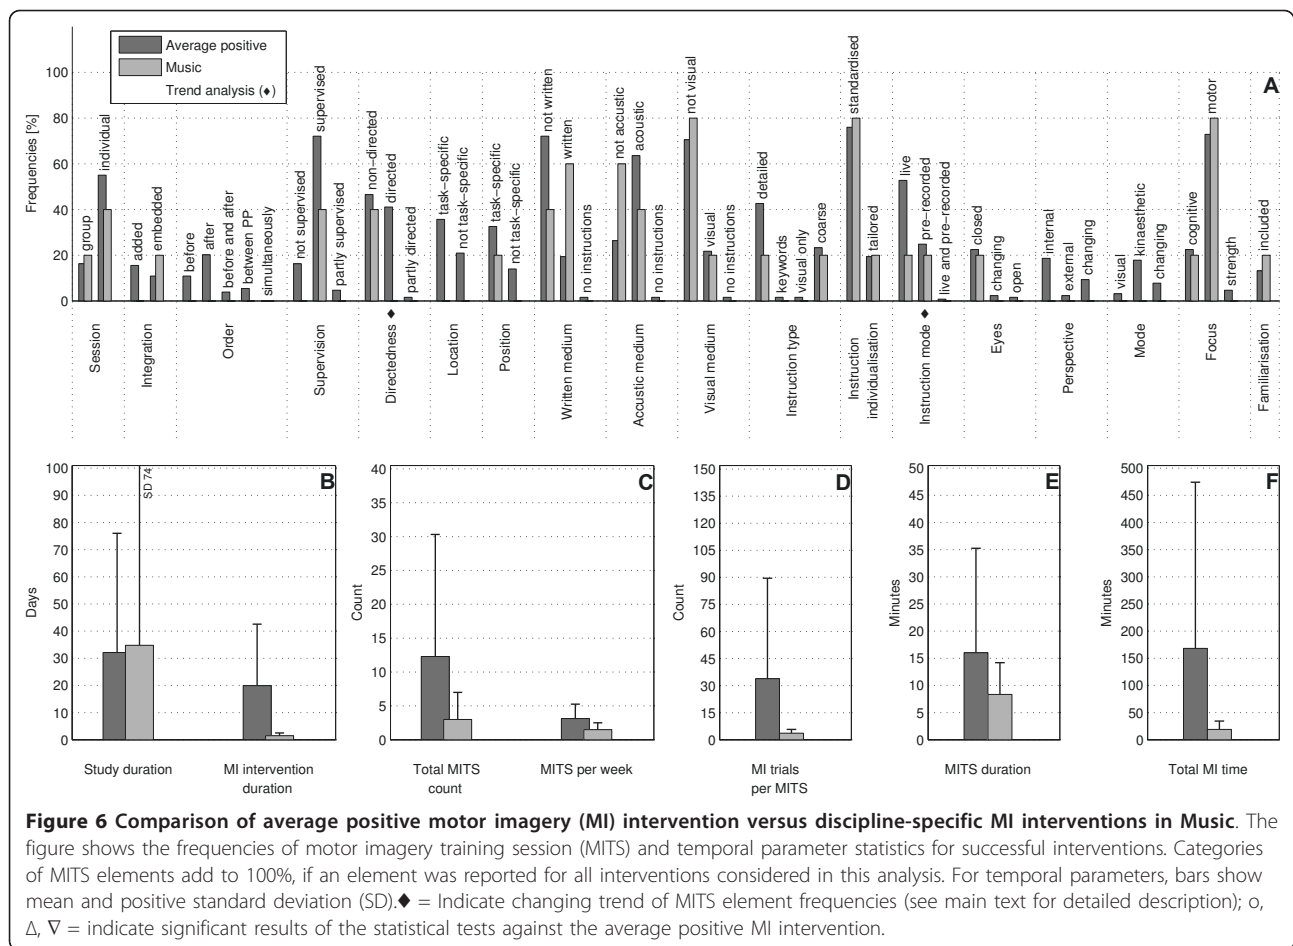 Average positive
Music
Trend analysis (♦)
A
Frequencies [%]
100
80
60
40
20
0
group
individual
added
embedded
before
after
before and after
between PP
simultaneously
not supervised
supervised
partly supervised
non-directed
directed
partly directed
task-specific
not task-specific
task-specific
not task-specific
not written
written
no instructions
not accustic
acoustic
no instructions
not visual
visual
no instructions
detailed
keywords
visual only
coarse
standardised
tailored
live
pre-recorded
live and pre-recorded
closed
changing
open
internal
external
changing
visual
kinaesthetic
changing
cognitive
motor
strength
included
Session
Integration
Order
Supervision
Directedness ♦
Location
Position
Written medium
Accustic medium
Visual medium
Instruction type
Instruction
individualisation
Instruction mode ♦
Eyes
Perspective
Mode
Focus
Familiarisation
B
Days
100
90
80
70
60
50
40
30
20
10
0
SD 74
Study duration
MI intervention
duration
C
Count
40
35
30
25
20
15
10
5
0
Total MITS
count
MITS per week
D
Count
150
135
120
105
90
75
60
45
30
15
0
MI trials
per MITS
E
Minutes
50
45
40
35
30
25
20
15
10
5
0
MITS duration
F
Minutes
500
450
400
350
300
250
200
150
100
50
0
Total MI time
Figure 6 Comparison of average positive motor imagery (MI) intervention versus discipline-specific MI interventions in Music. The
figure shows the frequencies of motor imagery training session (MITS) and temporal parameter statistics for successful interventions. Categories
of MITS elements add to 100%, if an element was reported for all interventions considered in this analysis. For temporal parameters, bars show
mean and positive standard deviation (SD).♦ = Indicate changing trend of MITS element frequencies (see main text for detailed description); o,
Δ, ∇ = indicate significant results of the statistical tests against the average positive MI intervention.